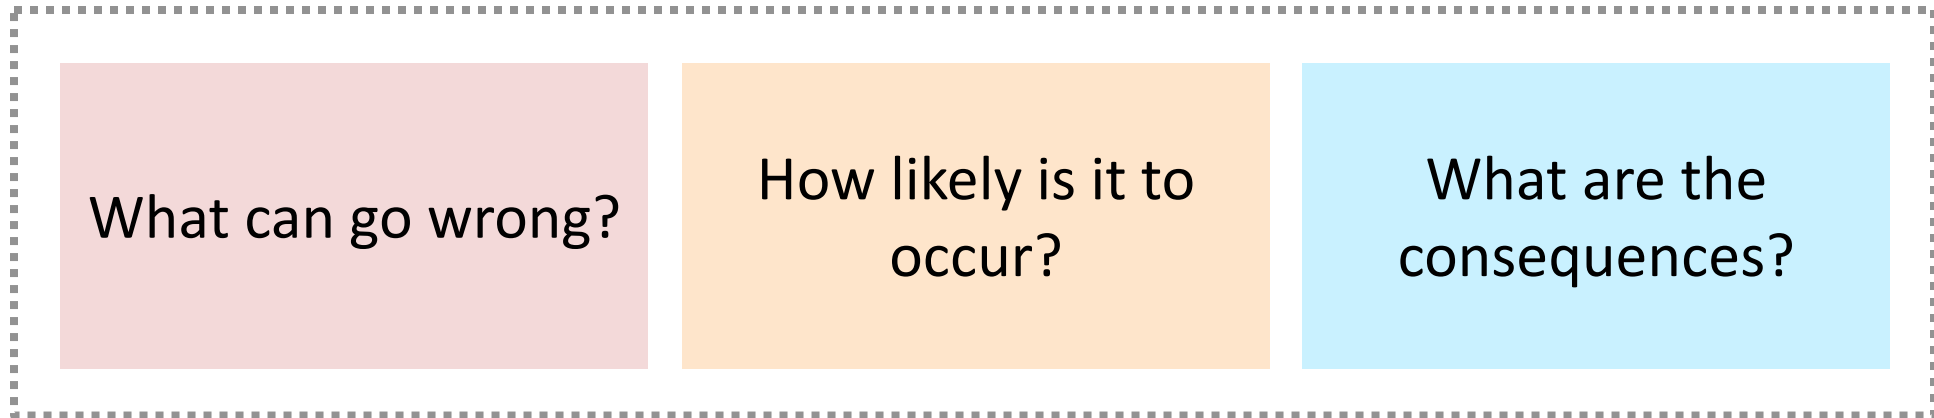 What can go wrong?
How likely is it to
occur?
What are the
consequences?